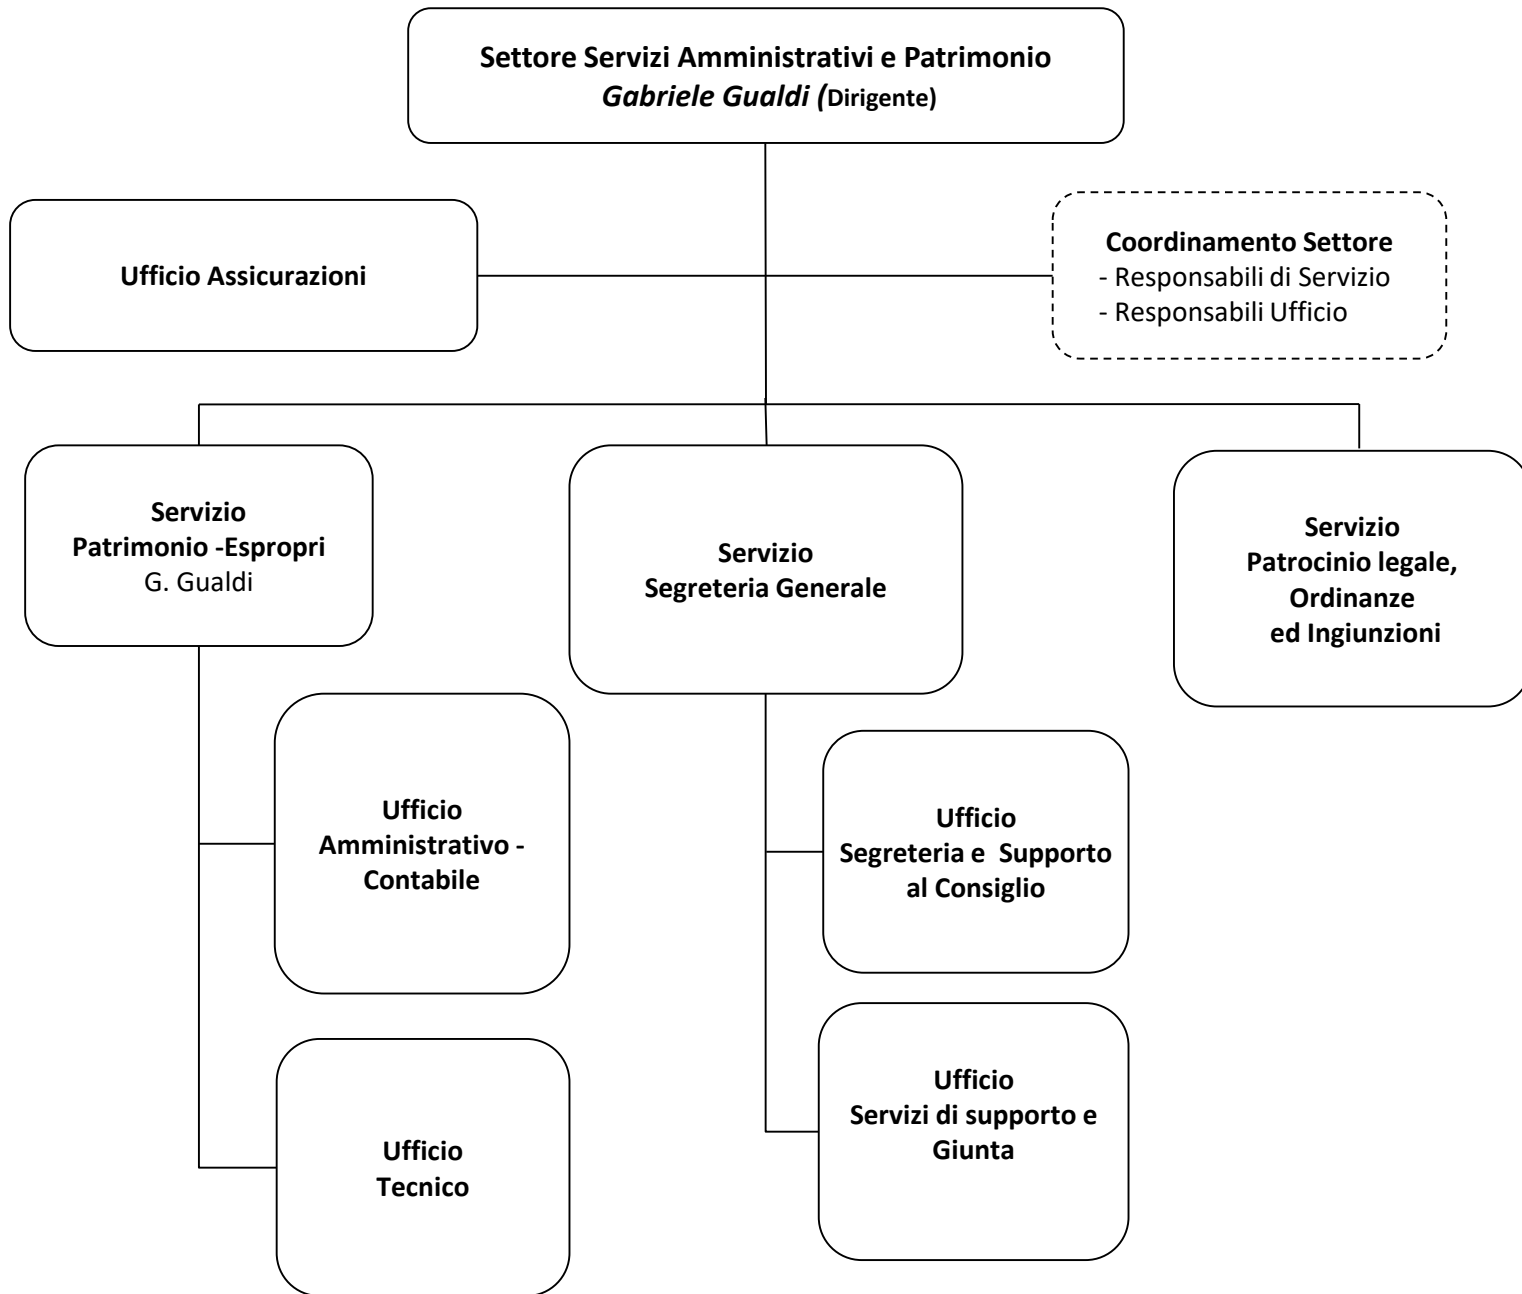 Settore Servizi Amministrativi e Patrimonio
Gabriele Gualdi (Dirigente)
Ufficio Assicurazioni
Coordinamento Settore
- Responsabili di Servizio
- Responsabili Ufficio
Servizio
Patrimonio -Espropri
G. Gualdi
Servizio
Segreteria Generale
Servizio
Patrocinio legale,
Ordinanze
ed Ingiunzioni
Ufficio
Amministrativo -
Contabile
Ufficio
Segreteria e  Supporto
al Consiglio
Ufficio
Tecnico
Ufficio
Servizi di supporto e
Giunta